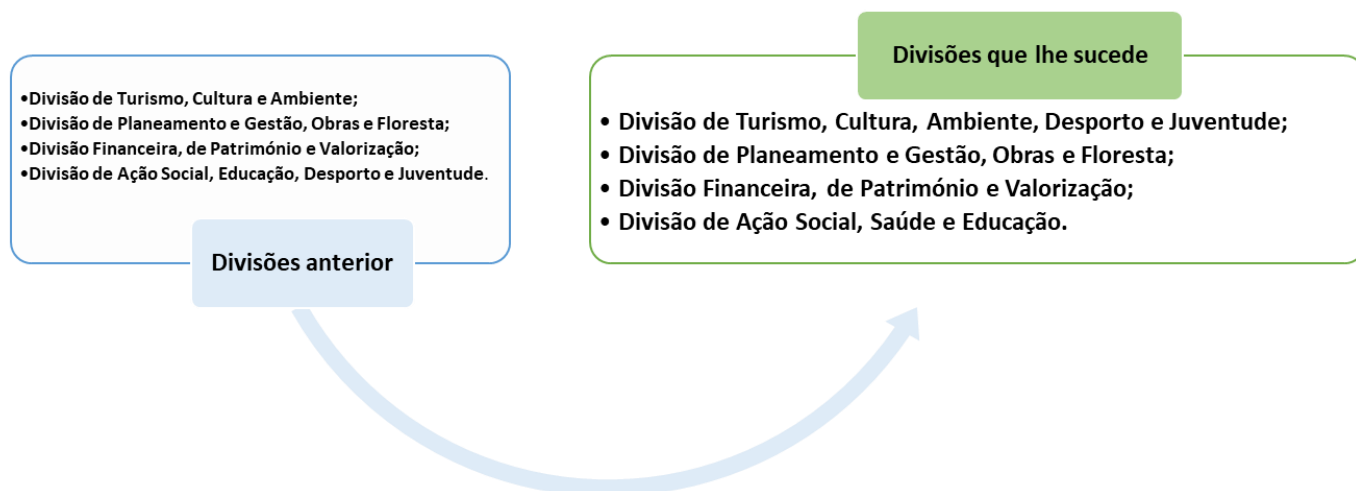 •Divisão de Turismo, Cultura e Ambiente;
•Divisão de Planeamento e Gestão, Obras e Floresta;
•Divisão Financeira, de Património e Valorização;
•Divisão de Ação Social, Educação, Desporto e Juventude.
Divisões anterior
Divisões que lhe sucede
• Divisão de Turismo, Cultura, Ambiente, Desporto e Juventude;
• Divisão de Planeamento e Gestão, Obras e Floresta;
• Divisão Financeira, de Património e Valorização;
• Divisão de Ação Social, Saúde e Educação.